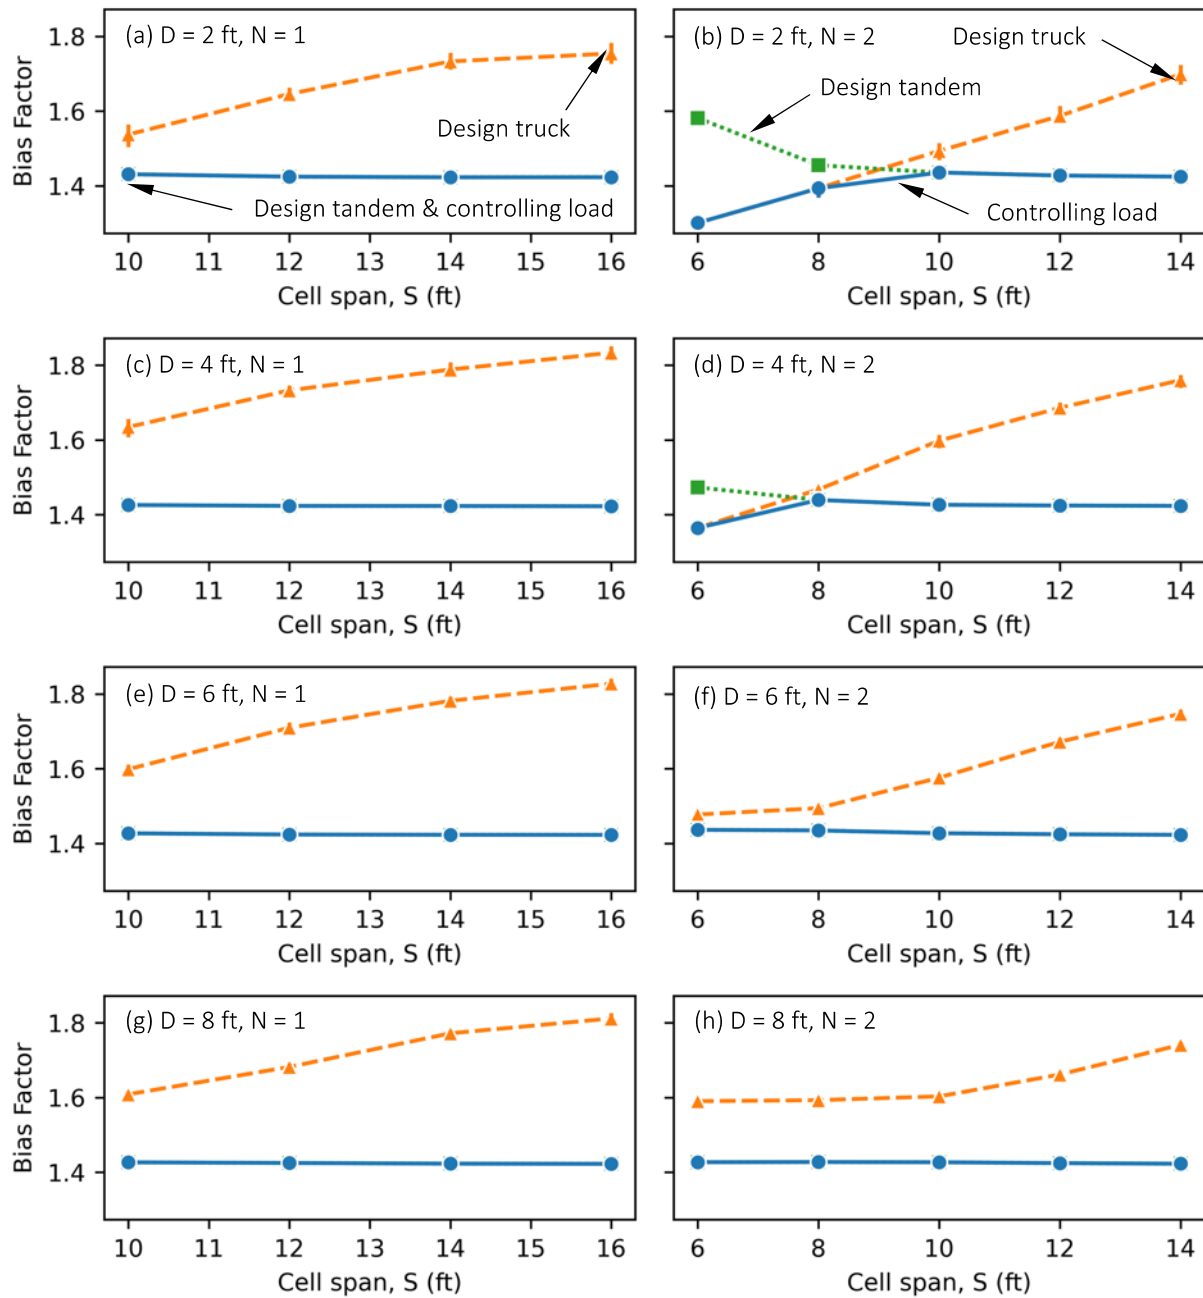 (a) D = 2 ft, N = 1
Design truck
Design tandem & controlling load
1.8
1.6
1.4
Bias Factor
10 11 12 13 14 15 16
Cell span, S (ft)
(b) D = 2 ft, N = 2
Design truck
Design tandem
Controlling load
6 8 10 12 14
Cell span, S (ft)
(c) D = 4 ft, N = 1
1.8
1.6
1.4
Bias Factor
10 11 12 13 14 15 16
Cell span, S (ft)
(d) D = 4 ft, N = 2
6 8 10 12 14
Cell span, S (ft)
(e) D = 6 ft, N = 1
1.8
1.6
1.4
Bias Factor
10 11 12 13 14 15 16
Cell span, S (ft)
(f) D = 6 ft, N = 2
6 8 10 12 14
Cell span, S (ft)
(g) D = 8 ft, N = 1
1.8
1.6
1.4
Bias Factor
10 11 12 13 14 15 16
Cell span, S (ft)
(h) D = 8 ft, N = 2
6 8 10 12 14
Cell span, S (ft)